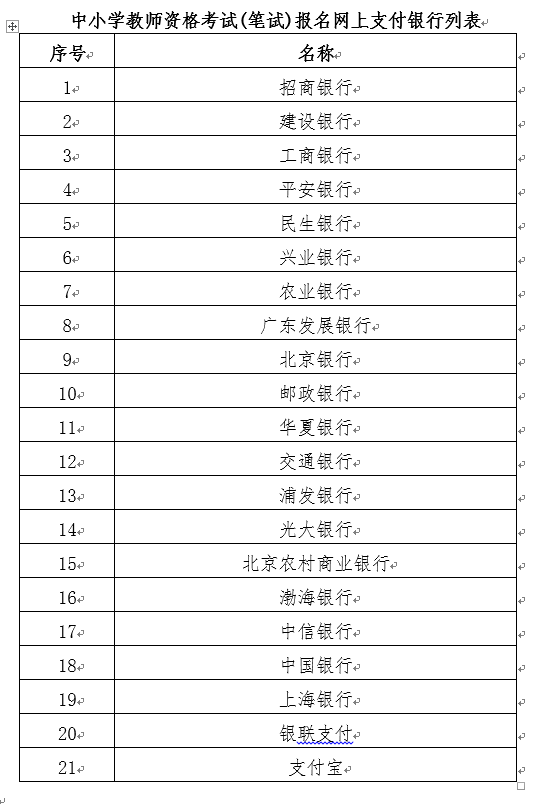 中小学教师资格考试(笔试)报名网上支付银行列表
序号 名称
1 招商银行
2 建设银行
3 工商银行
4 平安银行
5 民生银行
6 兴业银行
7 农业银行
8 广东发展银行
9 北京银行
10 邮政银行
11 华夏银行
12 交通银行
13 浦发银行
14 光大银行
15 北京农村商业银行
16 渤海银行
17 中信银行
18 中国银行
19 上海银行
20 银联支付
21 支付宝